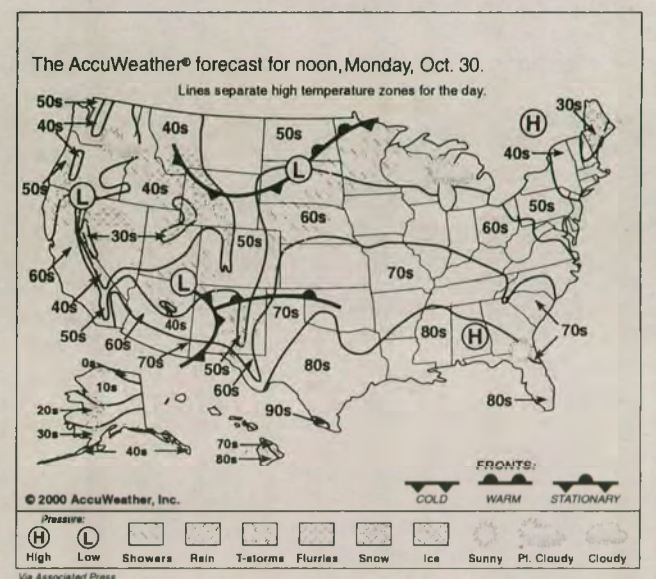 The AccuWeather® forecast for noon, Monday, Oct. 30.
Lines separate high temperature zones for the day.
50s
40s
40s
50s
H
30s
40s
50s
L
40s
L
60s
60s
50s
30s
50s
60s
L
70s
40s
40s
70s
80s
H
70s
50s
60s
70s
50s
60s
80s
80s
90s
0s
10s
20s
30s
40s
70s
80s
FRONTS:
COLD WARM STATIONARY
© 2000 AccuWeather, Inc.
Pressure:
H L
High Low Showers Rain T-storms Flurries Snow Ice Sunny Pt. Cloudy Cloudy
Via Associated Press